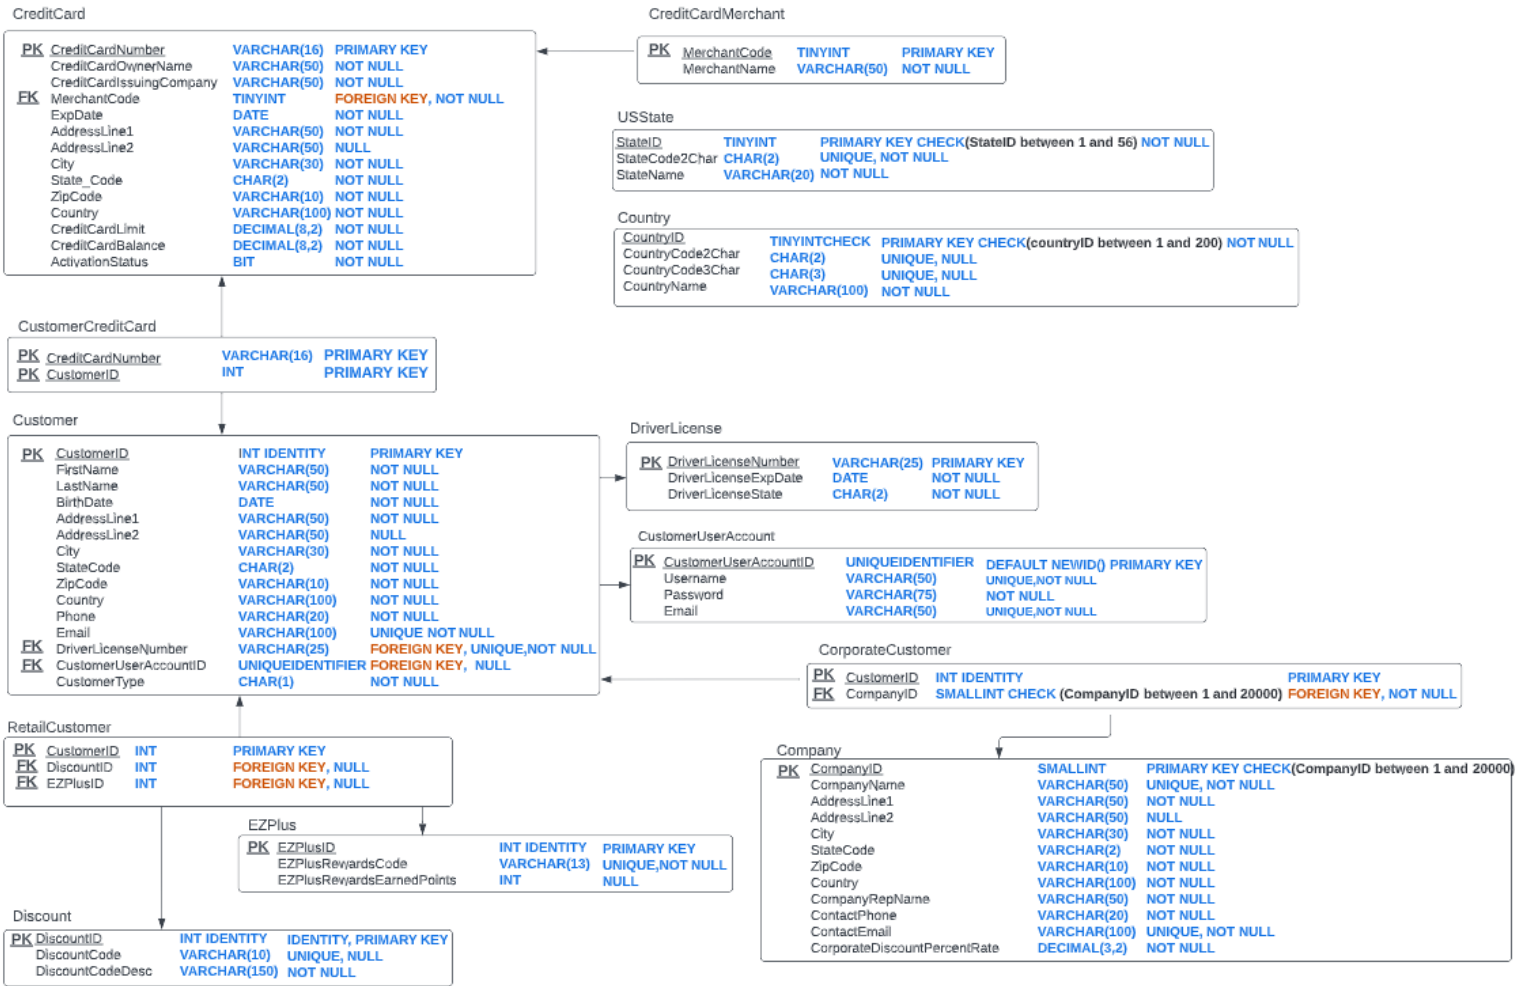 CreditCard
PK CreditCardNumber VARCHAR(16) PRIMARY KEY
CreditCardOwnerName VARCHAR(50) NOT NULL
CreditCardIssuingCompany VARCHAR(50) NOT NULL
FK MerchantCode TINYINT FOREIGN KEY, NOT NULL
ExpDate DATE NOT NULL
AddressLine1 VARCHAR(50) NOT NULL
AddressLine2 VARCHAR(50) NULL
City VARCHAR(30) NOT NULL
State_Code CHAR(2) NOT NULL
ZipCode VARCHAR(10) NOT NULL
Country VARCHAR(100) NOT NULL
CreditCardLimit DECIMAL(8,2) NOT NULL
CreditCardBalance DECIMAL(8,2) NOT NULL
ActivationStatus BIT NOT NULL
CreditCardMerchant
PK MerchantCode TINYINT PRIMARY KEY
MerchantName VARCHAR(50) NOT NULL
USState
StateID TINYINT PRIMARY KEY CHECK(StateID between 1 and 56) NOT NULL
StateCode2Char CHAR(2) UNIQUE, NOT NULL
StateName VARCHAR(20) NOT NULL
Country
CountryID TINYINTCHECK PRIMARY KEY CHECK(countryID between 1 and 200) NOT NULL
CountryCode2Char CHAR(2) UNIQUE, NULL
CountryCode3Char CHAR(3) UNIQUE, NULL
CountryName VARCHAR(100) NOT NULL
CustomerCreditCard
PK CreditCardNumber VARCHAR(16) PRIMARY KEY
PK CustomerID INT PRIMARY KEY
Customer
PK CustomerID INT IDENTITY PRIMARY KEY
FirstName VARCHAR(50) NOT NULL
LastName VARCHAR(50) NOT NULL
BirthDate DATE NOT NULL
AddressLine1 VARCHAR(50) NOT NULL
AddressLine2 VARCHAR(50) NULL
City VARCHAR(30) NOT NULL
StateCode CHAR(2) NOT NULL
ZipCode VARCHAR(10) NOT NULL
Country VARCHAR(100) NOT NULL
Phone VARCHAR(20) NOT NULL
Email VARCHAR(100) UNIQUE NOT NULL
FK DriverLicenseNumber VARCHAR(25) FOREIGN KEY, UNIQUE,NOT NULL
FK CustomerUserAccountID UNIQUEIDENTIFIER FOREIGN KEY, NULL
CustomerType CHAR(1) NOT NULL
DriverLicense
PK DriverLicenseNumber VARCHAR(25) PRIMARY KEY
DriverLicenseExpDate DATE NOT NULL
DriverLicenseState CHAR(2) NOT NULL
CustomerUserAccount
PK CustomerUserAccountID UNIQUEIDENTIFIER DEFAULT NEWID() PRIMARY KEY
Username VARCHAR(50) UNIQUE,NOT NULL
Password VARCHAR(75) NOT NULL
Email VARCHAR(50) UNIQUE,NOT NULL
CorporateCustomer
PK CustomerID INT IDENTITY PRIMARY KEY
FK CompanyID SMALLINT CHECK (CompanyID between 1 and 20000) FOREIGN KEY, NOT NULL
RetailCustomer
PK CustomerID INT PRIMARY KEY
FK DiscountID INT FOREIGN KEY, NULL
FK EZPlusID INT FOREIGN KEY, NULL
Company
PK CompanyID SMALLINT PRIMARY KEY CHECK(CompanyID between 1 and 20000)
CompanyName VARCHAR(50) UNIQUE, NOT NULL
AddressLine1 VARCHAR(50) NOT NULL
AddressLine2 VARCHAR(50) NULL
City VARCHAR(30) NOT NULL
StateCode VARCHAR(2) NOT NULL
ZipCode VARCHAR(10) NOT NULL
Country VARCHAR(100) NOT NULL
CompanyRepName VARCHAR(50) NOT NULL
ContactPhone VARCHAR(20) NOT NULL
ContactEmail VARCHAR(100) UNIQUE, NOT NULL
CorporateDiscountPercentRate DECIMAL(3,2) NOT NULL
EZPlus
PK EZPlusID INT IDENTITY PRIMARY KEY
EZPlusRewardsCode VARCHAR(13) UNIQUE,NOT NULL
EZPlusRewardsEarnedPoints INT NULL
Discount
PK DiscountID INT IDENTITY IDENTITY, PRIMARY KEY
DiscountCode VARCHAR(10) UNIQUE, NULL
DiscountCodeDesc VARCHAR(150) NOT NULL